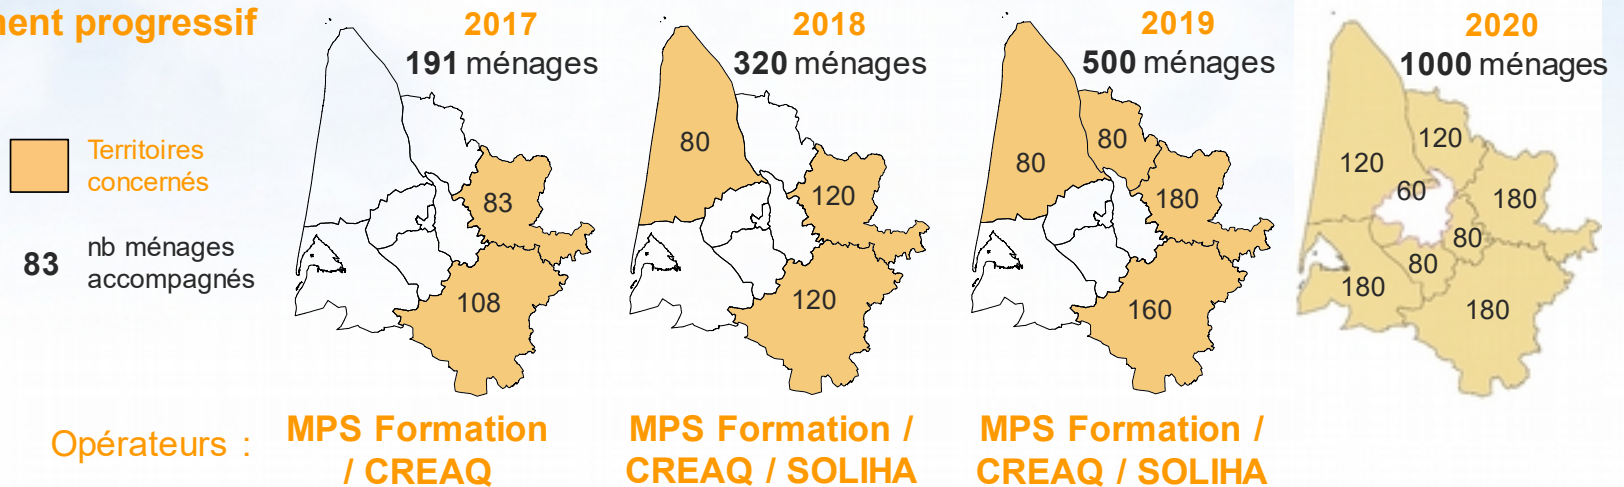 ment progressif
Territoires
concernés
83 nb ménages
accompagnés
2017
191 ménages
83
108
2018
320 ménages
80
120
120
2019
500 ménages
80
80
180
160
2020
1000 ménages
120
120
60
180
80
80
180
180
Opérateurs :
MPS Formation
/ CREAQ
MPS Formation /
CREAQ / SOLIHA
MPS Formation /
CREAQ / SOLIHA